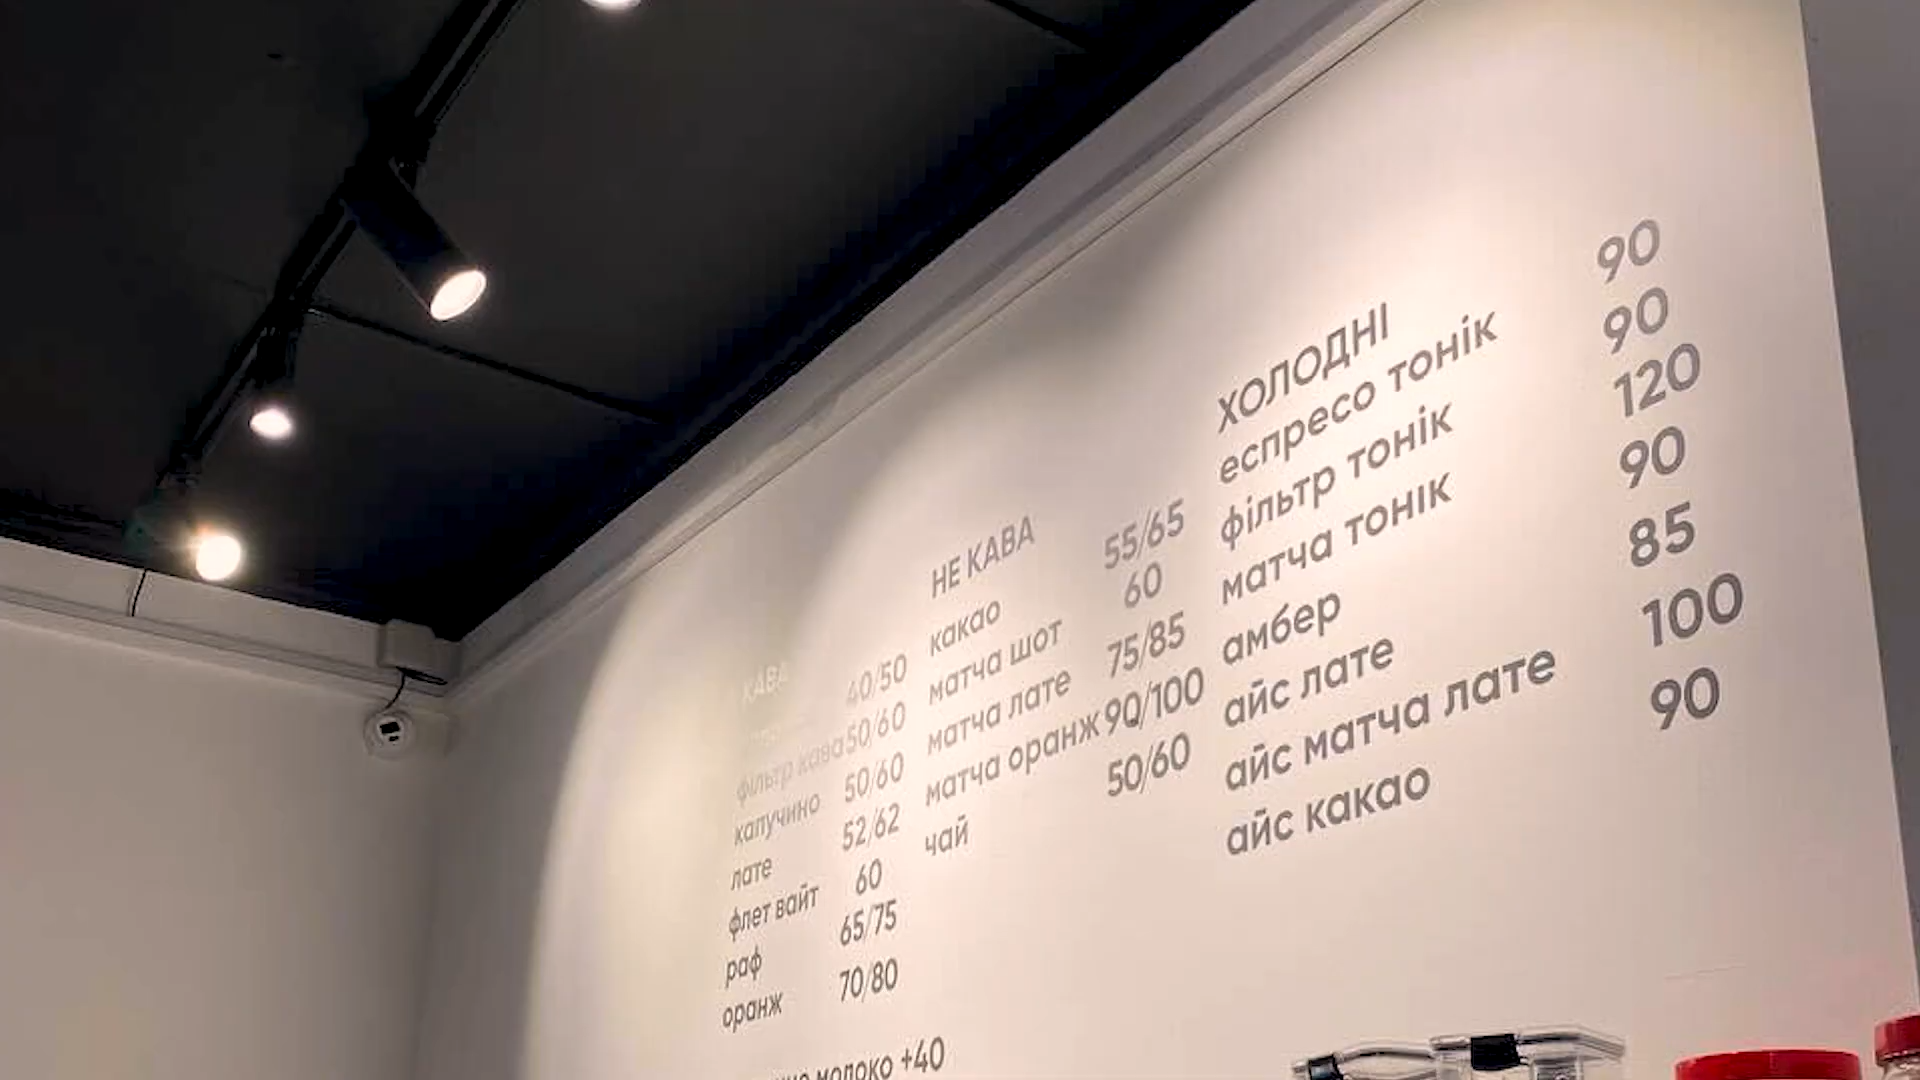 КАВА
40/50
фільтр кава 50/60
капучино 50/60
лате 52/62
флет вайт 60
раф 65/75
оранж 70/80
молоко +40
НЕ КАВА
какао 55/65
матча шот 60
матча лате 75/85
матча оранж 90/100
чай 50/60
ХОЛОДНІ
еспресо тонік 90
фільтр тонік 90
матча тонік 120
амбер 90
айс лате 85
айс матча лате 100
айс какао 90